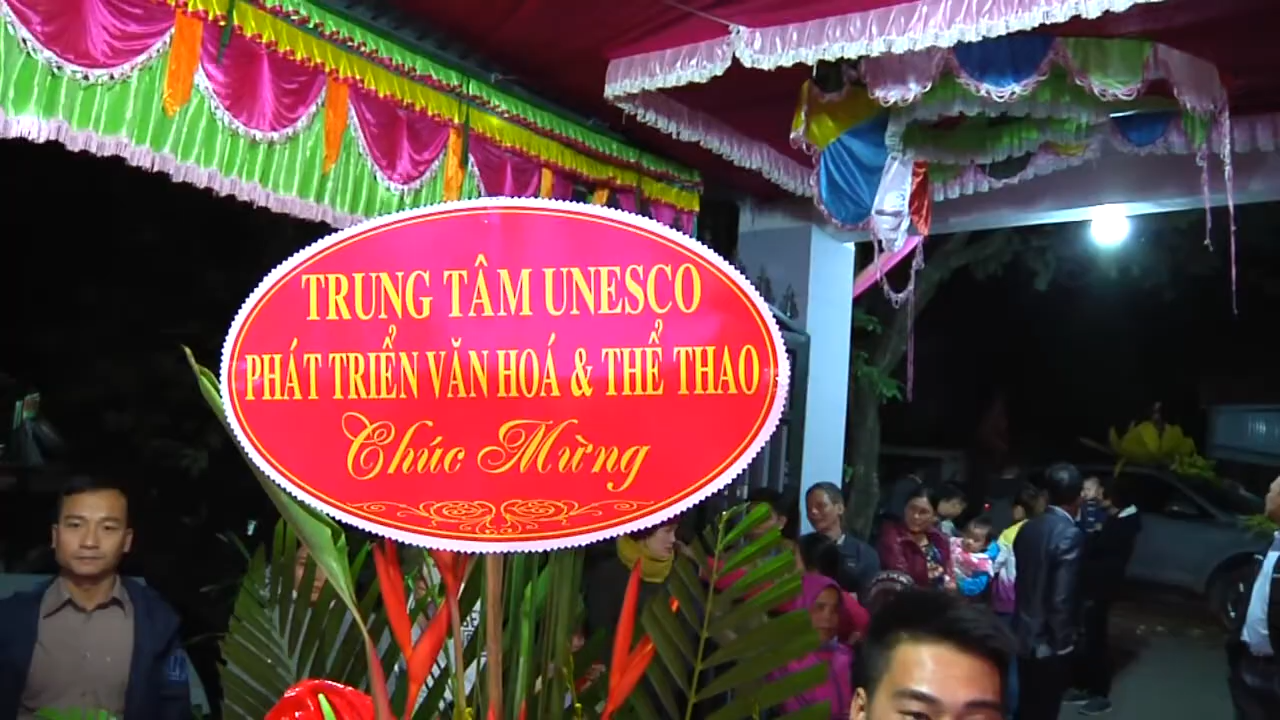 TRUNG TÂM UNESCO
PHÁT TRIỂN VĂN HOÁ & THỂ THAO
Chúc Mừng